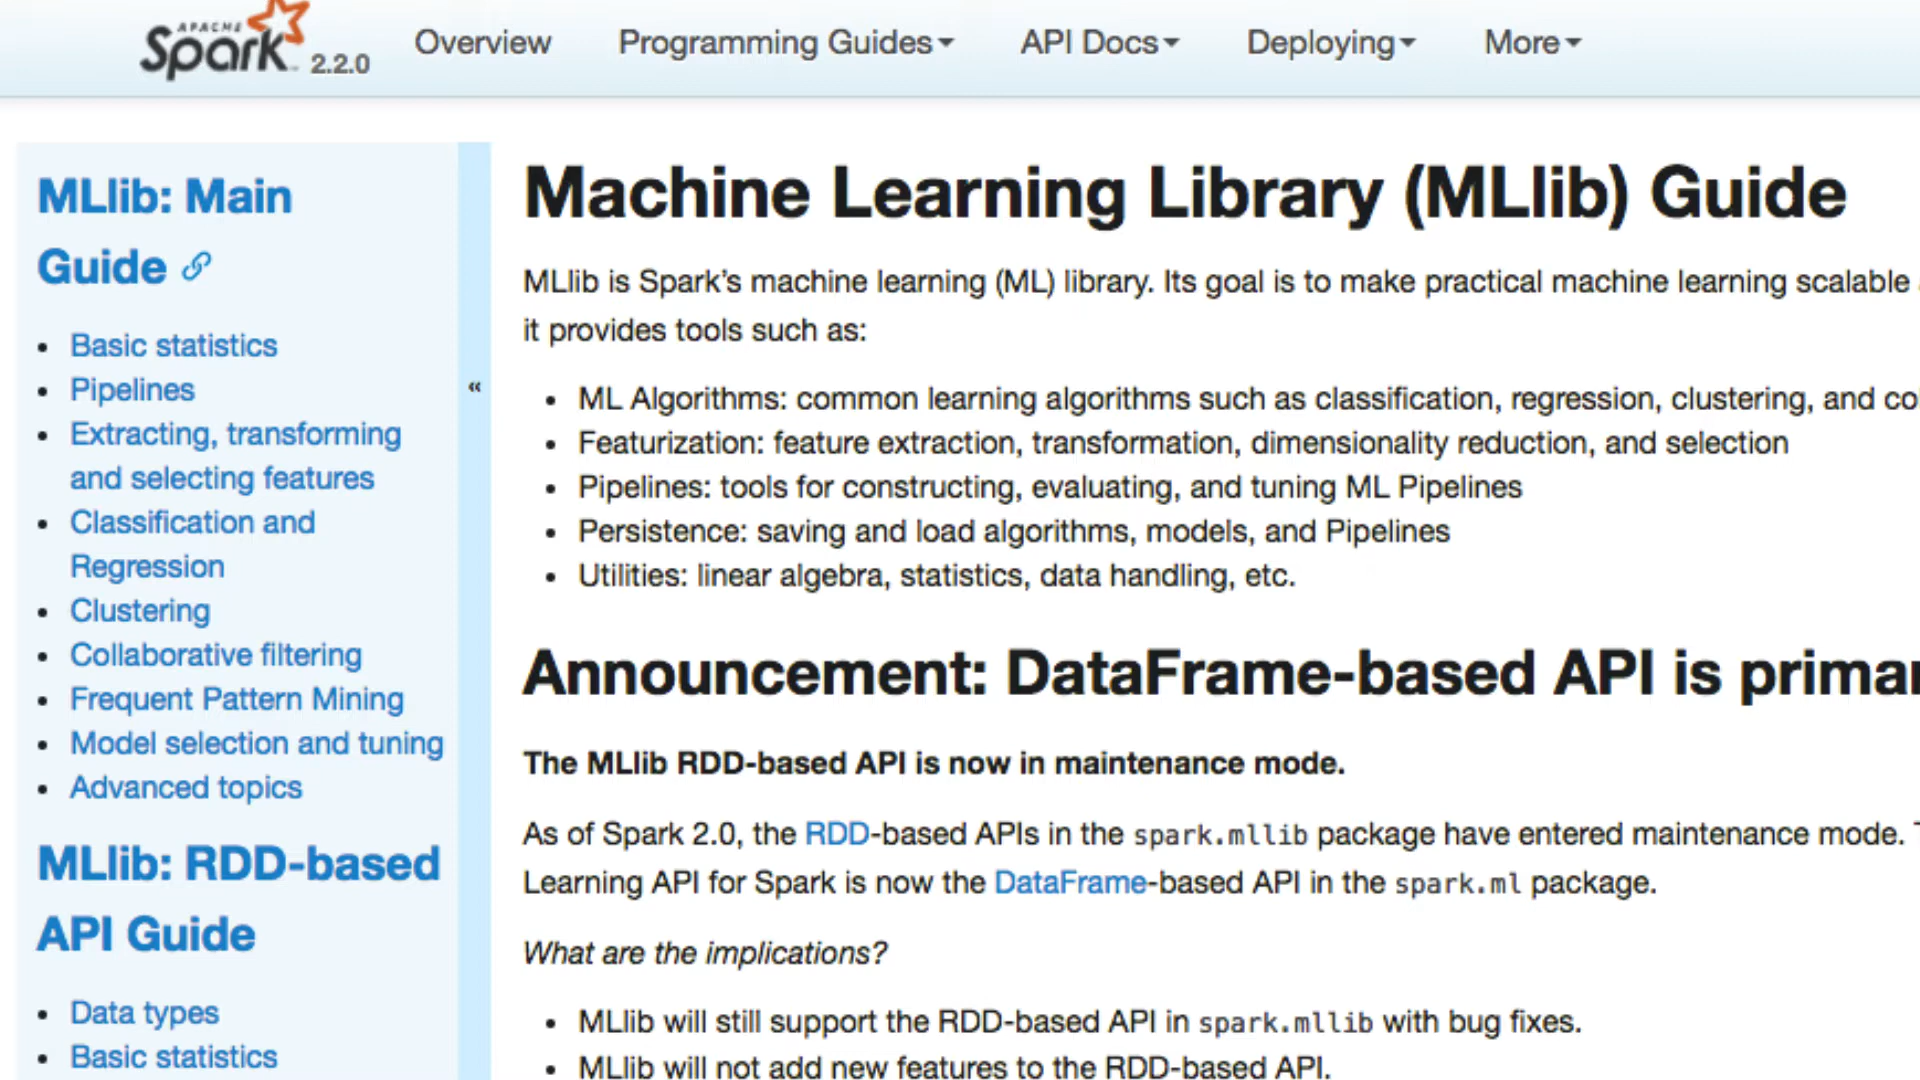 APACHE
Spark 2.2.0
Overview
Programming Guides
API Docs
Deploying
More
MLlib: Main
Guide
Basic statistics
Pipelines
Extracting, transforming
and selecting features
Classification and
Regression
Clustering
Collaborative filtering
Frequent Pattern Mining
Model selection and tuning
Advanced topics
MLlib: RDD-based
API Guide
Data types
Basic statistics
«
Machine Learning Library (MLlib) Guide
MLlib is Spark’s machine learning (ML) library. Its goal is to make practical machine learning scalable
it provides tools such as:
ML Algorithms: common learning algorithms such as classification, regression, clustering, and co
Featurization: feature extraction, transformation, dimensionality reduction, and selection
Pipelines: tools for constructing, evaluating, and tuning ML Pipelines
Persistence: saving and load algorithms, models, and Pipelines
Utilities: linear algebra, statistics, data handling, etc.
Announcement: DataFrame-based API is primar
The MLlib RDD-based API is now in maintenance mode.
As of Spark 2.0, the RDD-based APIs in the spark.mllib package have entered maintenance mode.
Learning API for Spark is now the DataFrame-based API in the spark.ml package.
What are the implications?
MLlib will still support the RDD-based API in spark.mllib with bug fixes.
MLlib will not add new features to the RDD-based API.